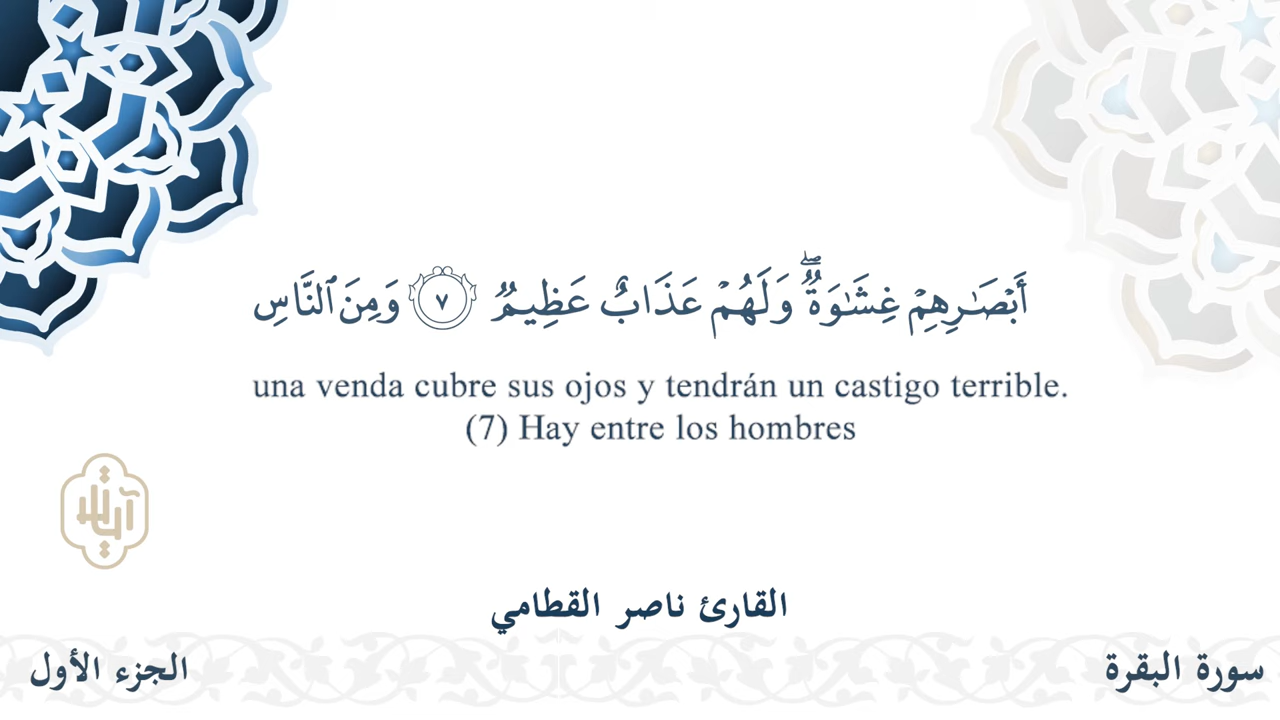 أَبۡصَٰرِهِمۡ غِشَٰوَةٞۖ وَلَهُمۡ عَذَابٌ عَظِيمٞ ٧ وَمِنَ ٱلنَّاسِ
una venda cubre sus ojos y tendrán un castigo terrible.
(7) Hay entre los hombres
آيات
القارئ ناصر القطامي
سورة البقرة
الجزء الأول